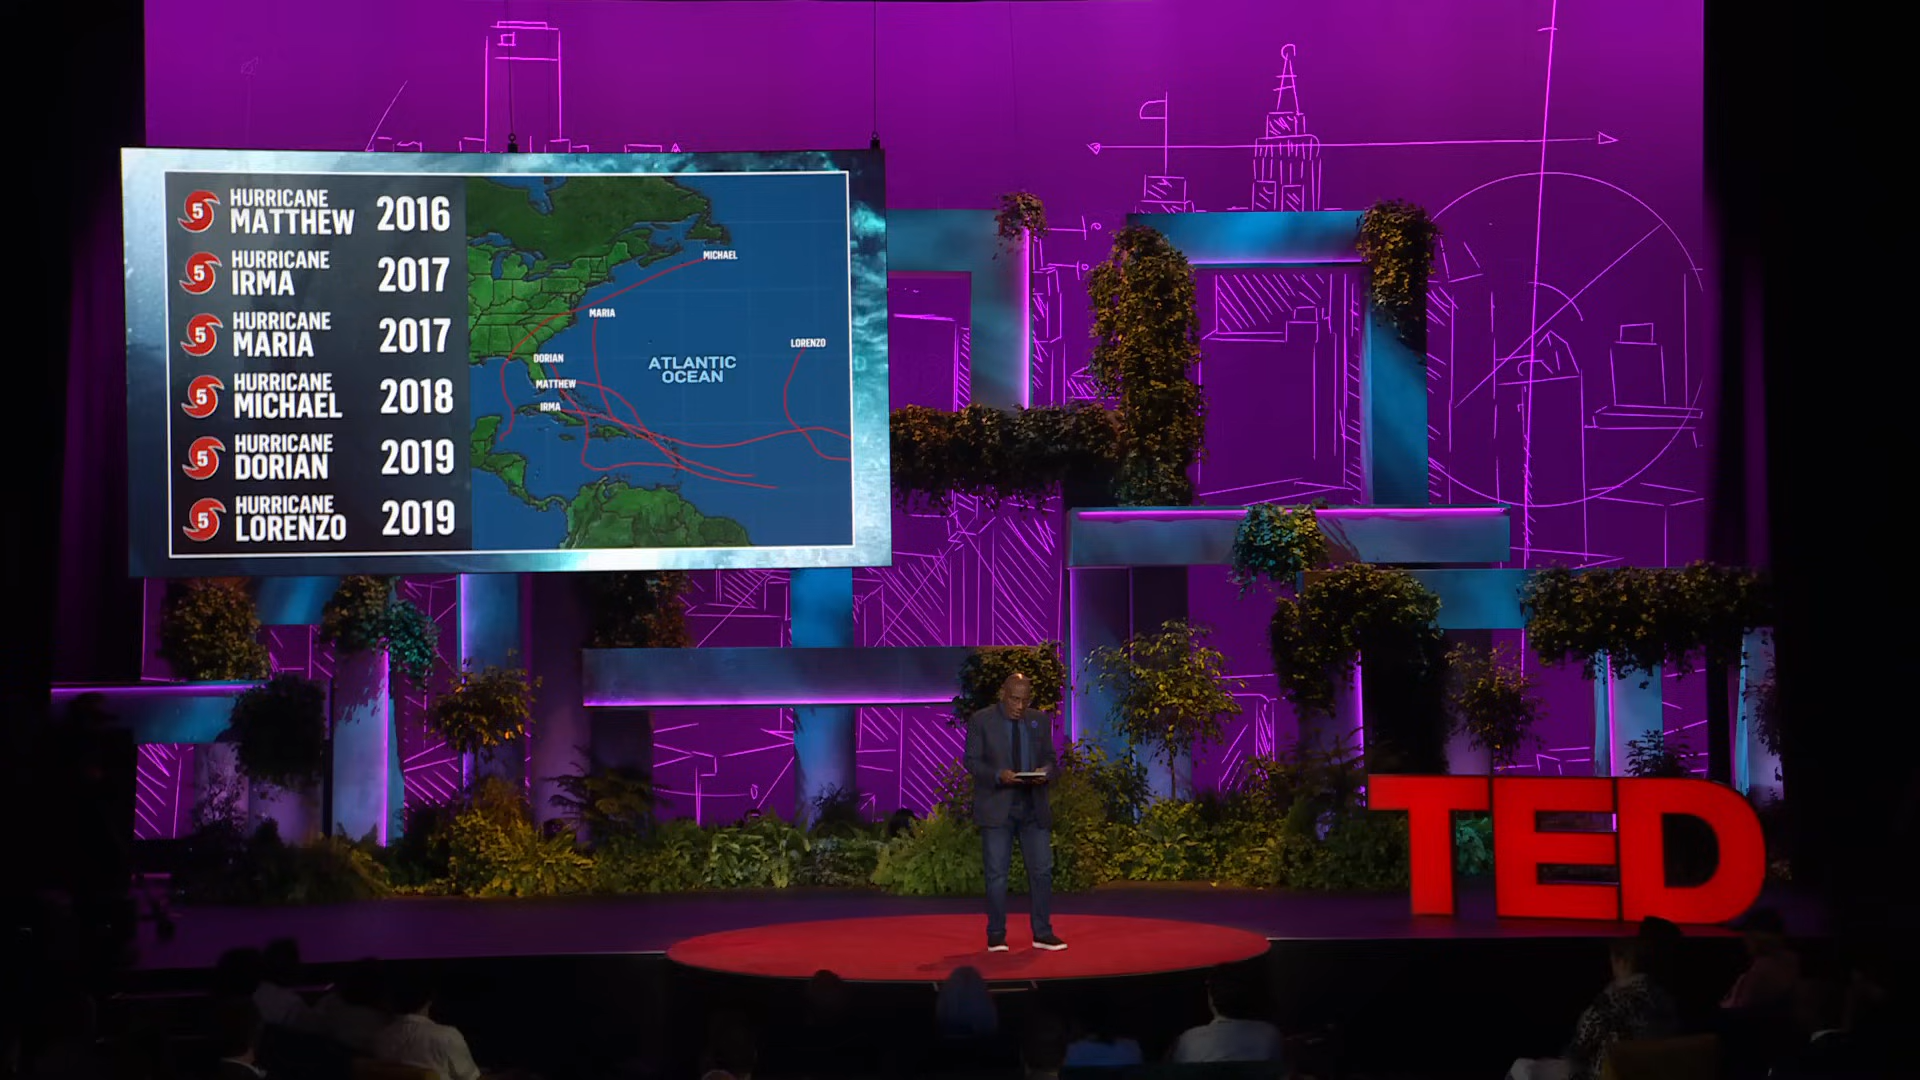 5 HURRICANE MATTHEW 2016
5 HURRICANE IRMA 2017
5 HURRICANE MARIA 2017
5 HURRICANE MICHAEL 2018
5 HURRICANE DORIAN 2019
5 HURRICANE LORENZO 2019
MICHAEL
MARIA
LORENZO
DORIAN
MATTHEW
IRMA
ATLANTIC
OCEAN
TED